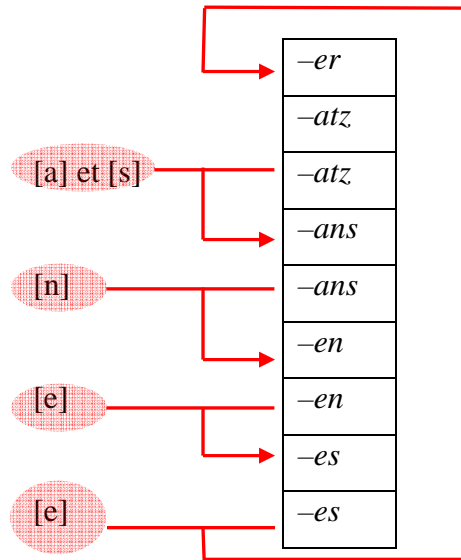 –er
–atz
[a] et [s]
–atz
–ans
[n]
–ans
–en
[e]
–en
–es
[e]
–es